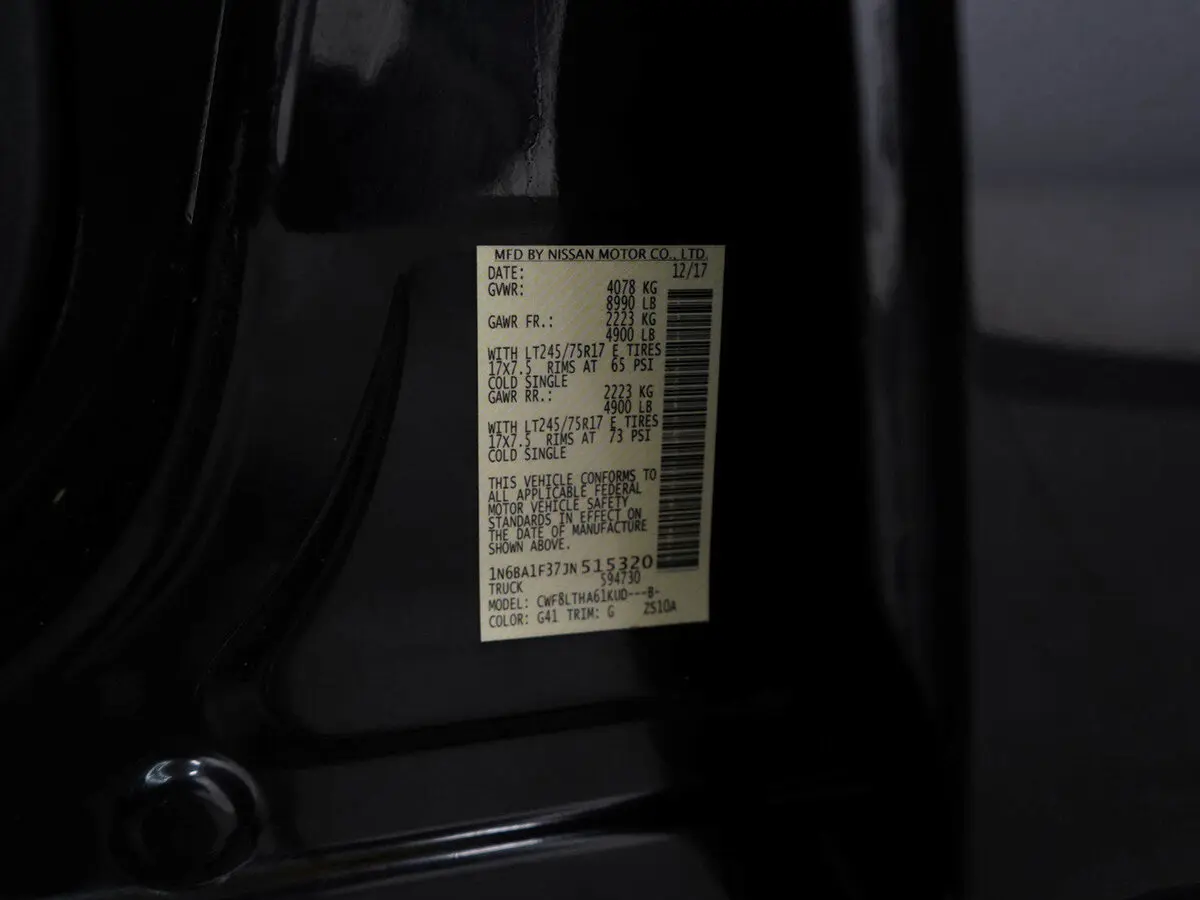 MFD BY NISSAN MOTOR CO., LTD.
DATE: 12/17
GVWR: 4078 KG
8990 LB
GAWR FR.: 2223 KG
4900 LB
WITH LT245/75R17 E TIRES
17X7.5 RIMS AT 65 PSI
COLD SINGLE
GAWR RR.: 2223 KG
4900 LB
WITH LT245/75R17 E TIRES
17X7.5 RIMS AT 73 PSI
COLD SINGLE
THIS VEHICLE CONFORMS TO
ALL APPLICABLE FEDERAL
MOTOR VEHICLE SAFETY
STANDARDS IN EFFECT ON
THE DATE OF MANUFACTURE
SHOWN ABOVE.
1N6BA1F37JN515320
TRUCK 594730
MODEL: CWF8LTHA61KUD---B-
COLOR: G41 TRIM: G ZS10A